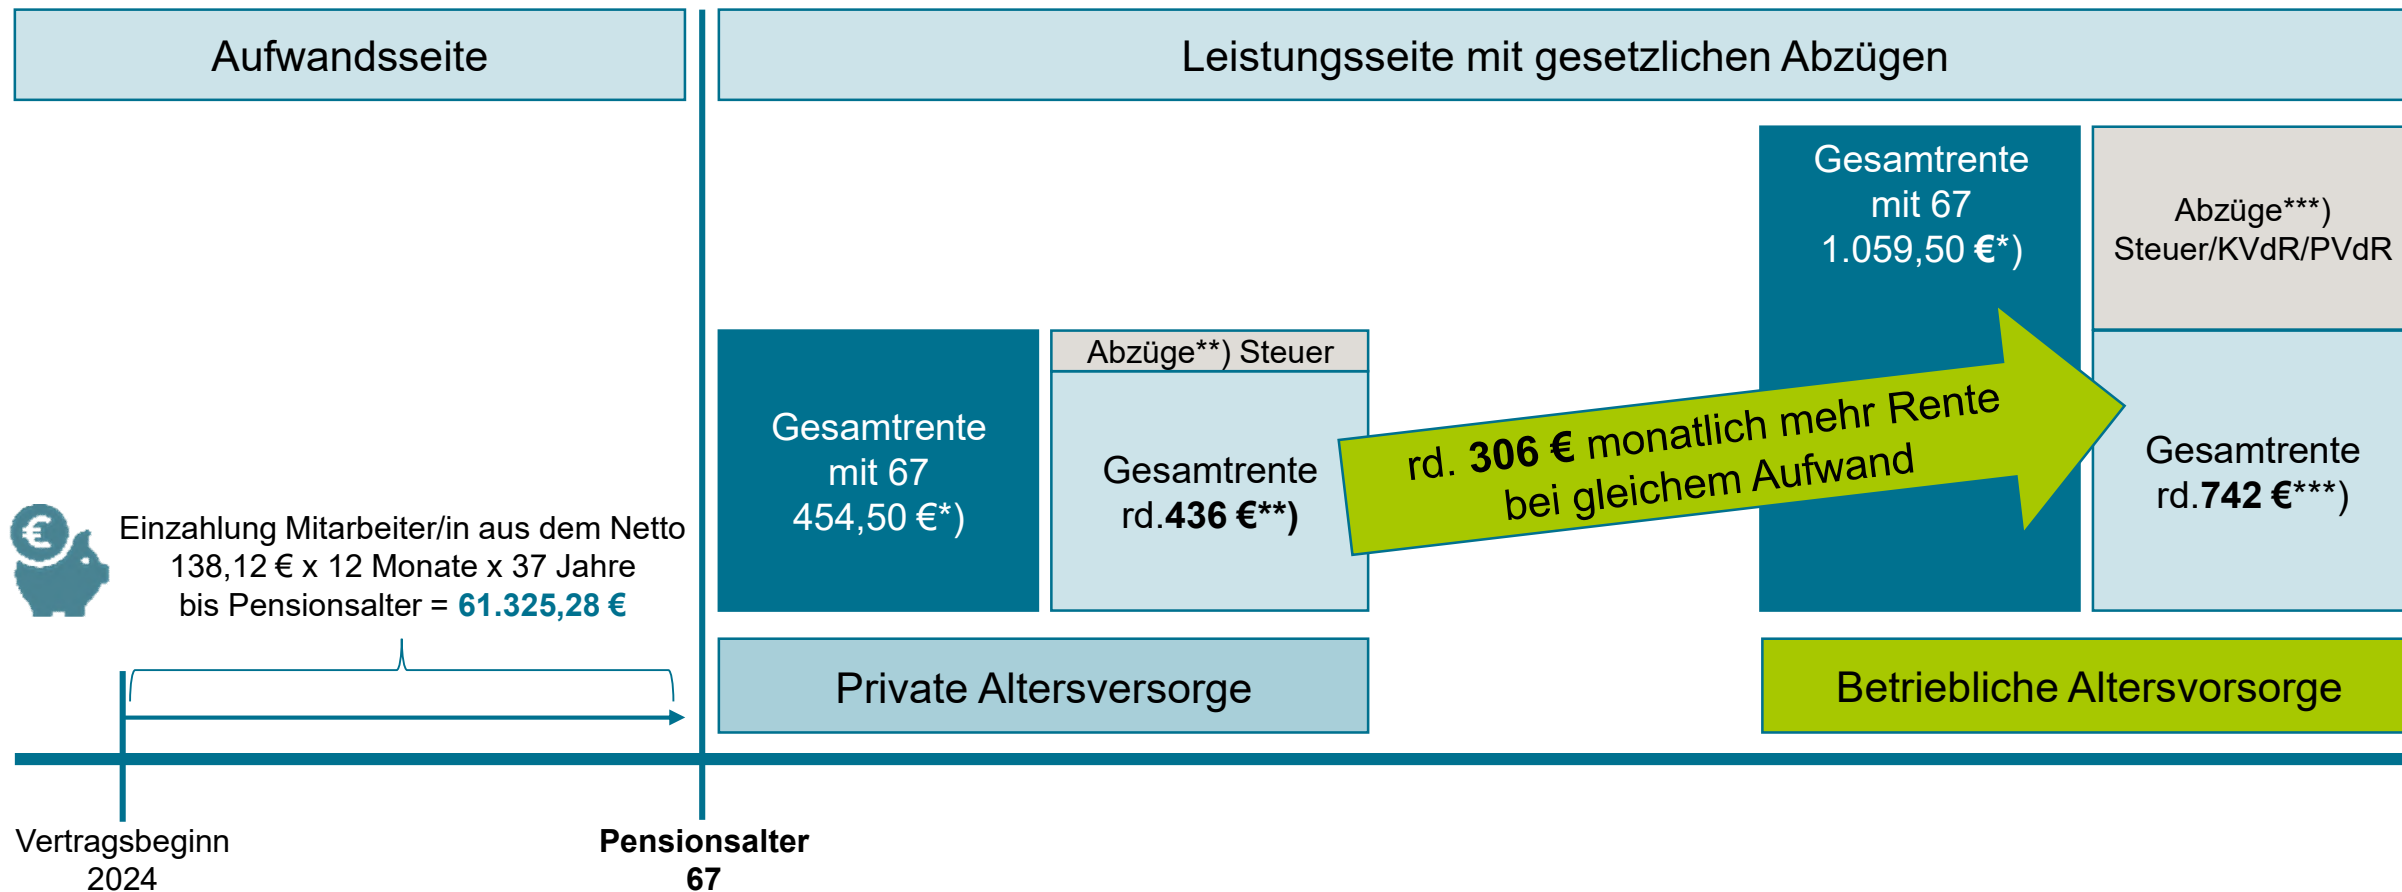 Aufwandsseite
Leistungsseite mit gesetzlichen Abzügen
Einzahlung Mitarbeiter/in aus dem Netto
138,12 € x 12 Monate x 37 Jahre
bis Pensionsalter = 61.325,28 €
Gesamtrente
mit 67
454,50 €*)
Abzüge**) Steuer
Gesamtrente
rd.436 €**)
rd. 306 € monatlich mehr Rente
bei gleichem Aufwand
Gesamtrente
mit 67
1.059,50 €*)
Abzüge***)
Steuer/KVdR/PVdR
Gesamtrente
rd.742 €***)
Private Altersversorge
Betriebliche Altersvorsorge
Vertragsbeginn
2024
Pensionsalter
67